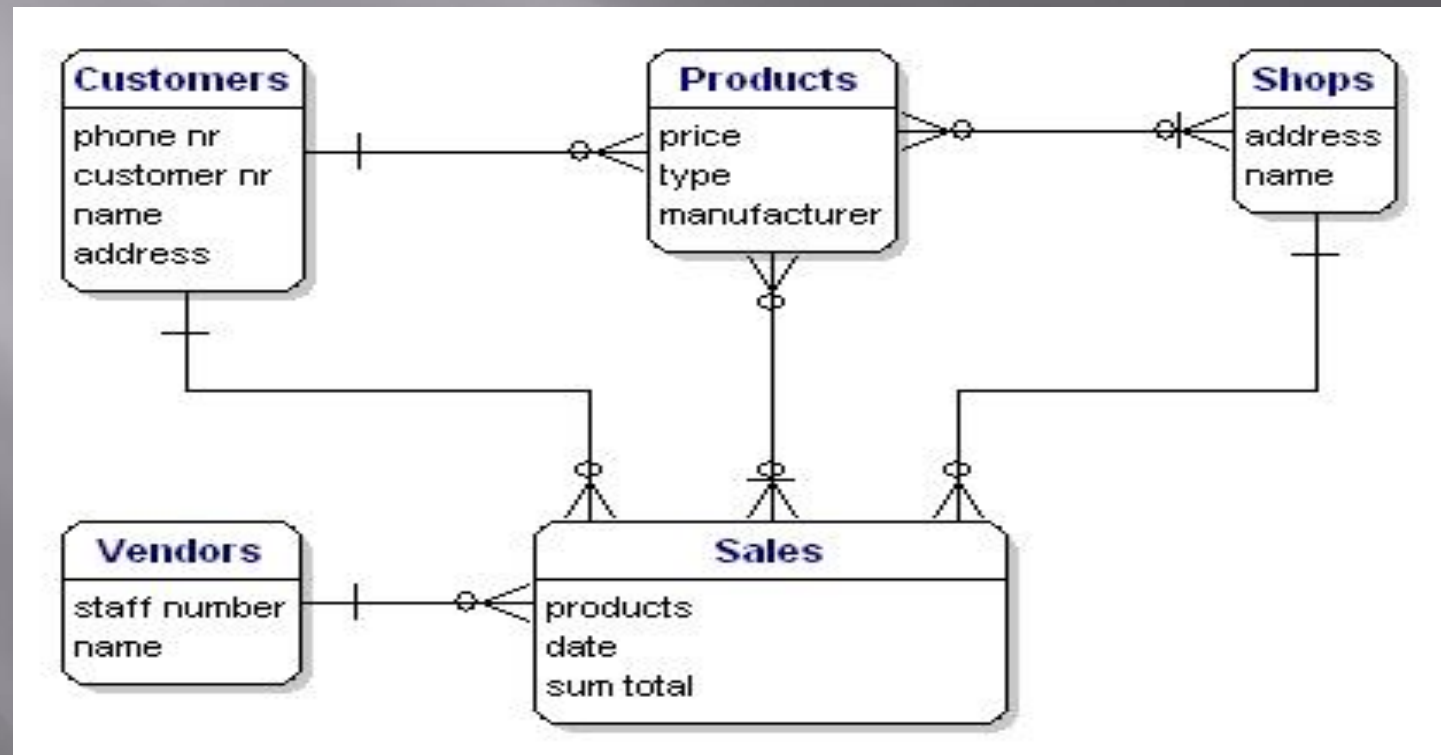 Customers
phone nr
customer nr
name
address
Products
price
type
manufacturer
Shops
address
name
Vendors
staff number
name
Sales
products
date
sum total